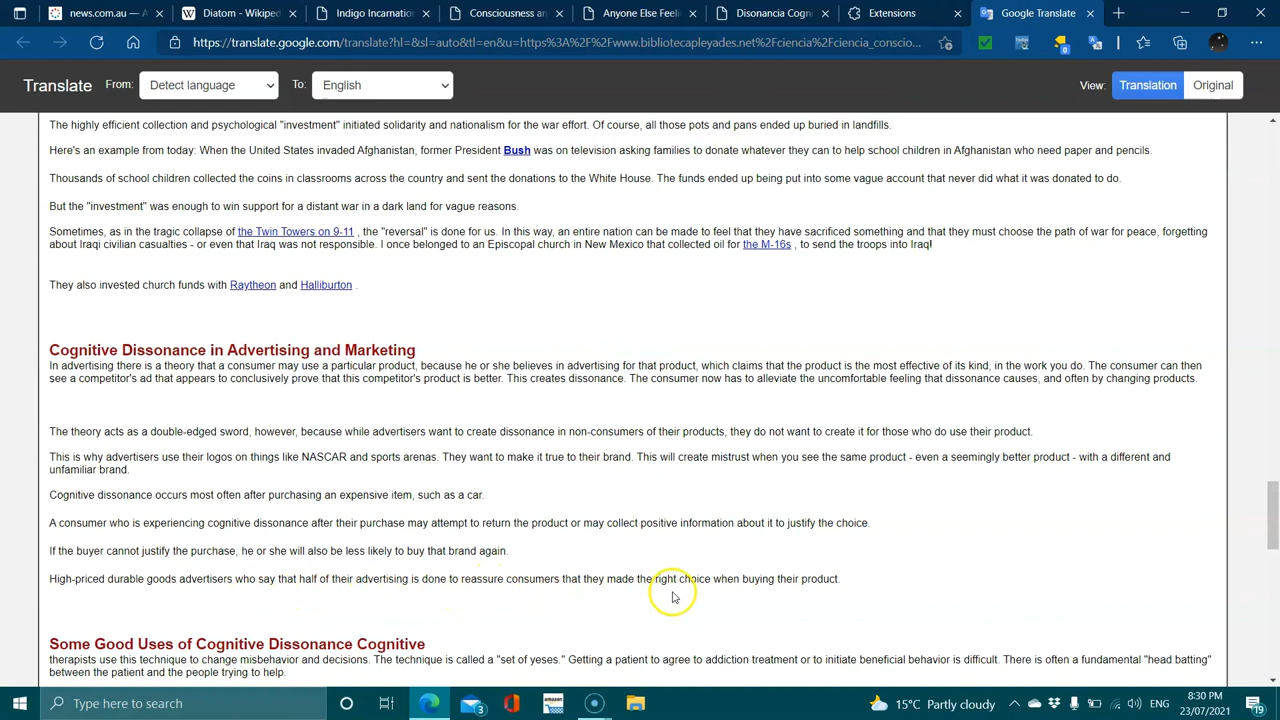 news.com.au — A
Diatom - Wikiped
Indigo Incarnation
Consciousness an
Anyone Else Feeli
Disonancia Cogni
Extensions
Google Translate
https://translate.google.com/translate?hl=&sl=auto&tl=en&u=https%3A%2F%2Fwww.bibliotecapleyades.net%2Fciencia%2Fciencia_conscio...
Translate From: Detect language To: English View: Translation Original
The highly efficient collection and psychological "investment" initiated solidarity and nationalism for the war effort. Of course, all those pots and pans ended up buried in landfills.
Here's an example from today: When the United States invaded Afghanistan, former President Bush was on television asking families to donate whatever they can to help school children in Afghanistan who need paper and pencils.
Thousands of school children collected the coins in classrooms across the country and sent the donations to the White House. The funds ended up being put into some vague account that never did what it was donated to do.
But the "investment" was enough to win support for a distant war in a dark land for vague reasons.
Sometimes, as in the tragic collapse of the Twin Towers on 9-11 , the "reversal" is done for us. In this way, an entire nation can be made to feel that they have sacrificed something and that they must choose the path of war for peace, forgetting
about Iraqi civilian casualties - or even that Iraq was not responsible. I once belonged to an Episcopal church in New Mexico that collected oil for the M-16s , to send the troops into Iraq!
They also invested church funds with Raytheon and Halliburton .
Cognitive Dissonance in Advertising and Marketing
In advertising there is a theory that a consumer may use a particular product, because he or she believes in advertising for that product, which claims that the product is the most effective of its kind, in the work you do. The consumer can then
see a competitor's ad that appears to conclusively prove that this competitor's product is better. This creates dissonance. The consumer now has to alleviate the uncomfortable feeling that dissonance causes, and often by changing products.
The theory acts as a double-edged sword, however, because while advertisers want to create dissonance in non-consumers of their products, they do not want to create it for those who do use their product.
This is why advertisers use their logos on things like NASCAR and sports arenas. They want to make it true to their brand. This will create mistrust when you see the same product - even a seemingly better product - with a different and
unfamiliar brand.
Cognitive dissonance occurs most often after purchasing an expensive item, such as a car.
A consumer who is experiencing cognitive dissonance after their purchase may attempt to return the product or may collect positive information about it to justify the choice.
If the buyer cannot justify the purchase, he or she will also be less likely to buy that brand again.
High-priced durable goods advertisers who say that half of their advertising is done to reassure consumers that they made the right choice when buying their product.
Some Good Uses of Cognitive Dissonance Cognitive
therapists use this technique to change misbehavior and decisions. The technique is called a "set of yeses." Getting a patient to agree to addiction treatment or to initiate beneficial behavior is difficult. There is often a fundamental "head batting"
between the patient and the people trying to help.
Type here to search
15°C Partly cloudy
8:30 PM
23/07/2021